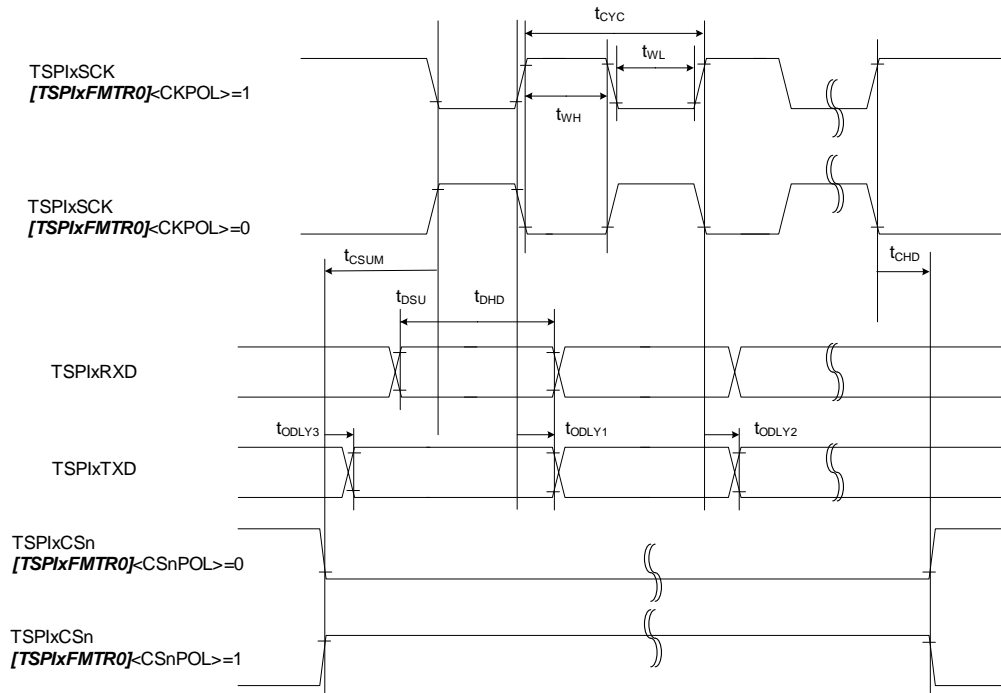 tCYC
tWL
TSPIxSCK
[TSPIxFMTR0]<CKPOL>=1
tWH
TSPIxSCK
[TSPIxFMTR0]<CKPOL>=0
tCSUM
tCHD
tDSU
tDHD
TSPIxRXD
tODLY3
tODLY1
tODLY2
TSPIxTXD
TSPIxCSn
[TSPIxFMTR0]<CSnPOL>=0
TSPIxCSn
[TSPIxFMTR0]<CSnPOL>=1